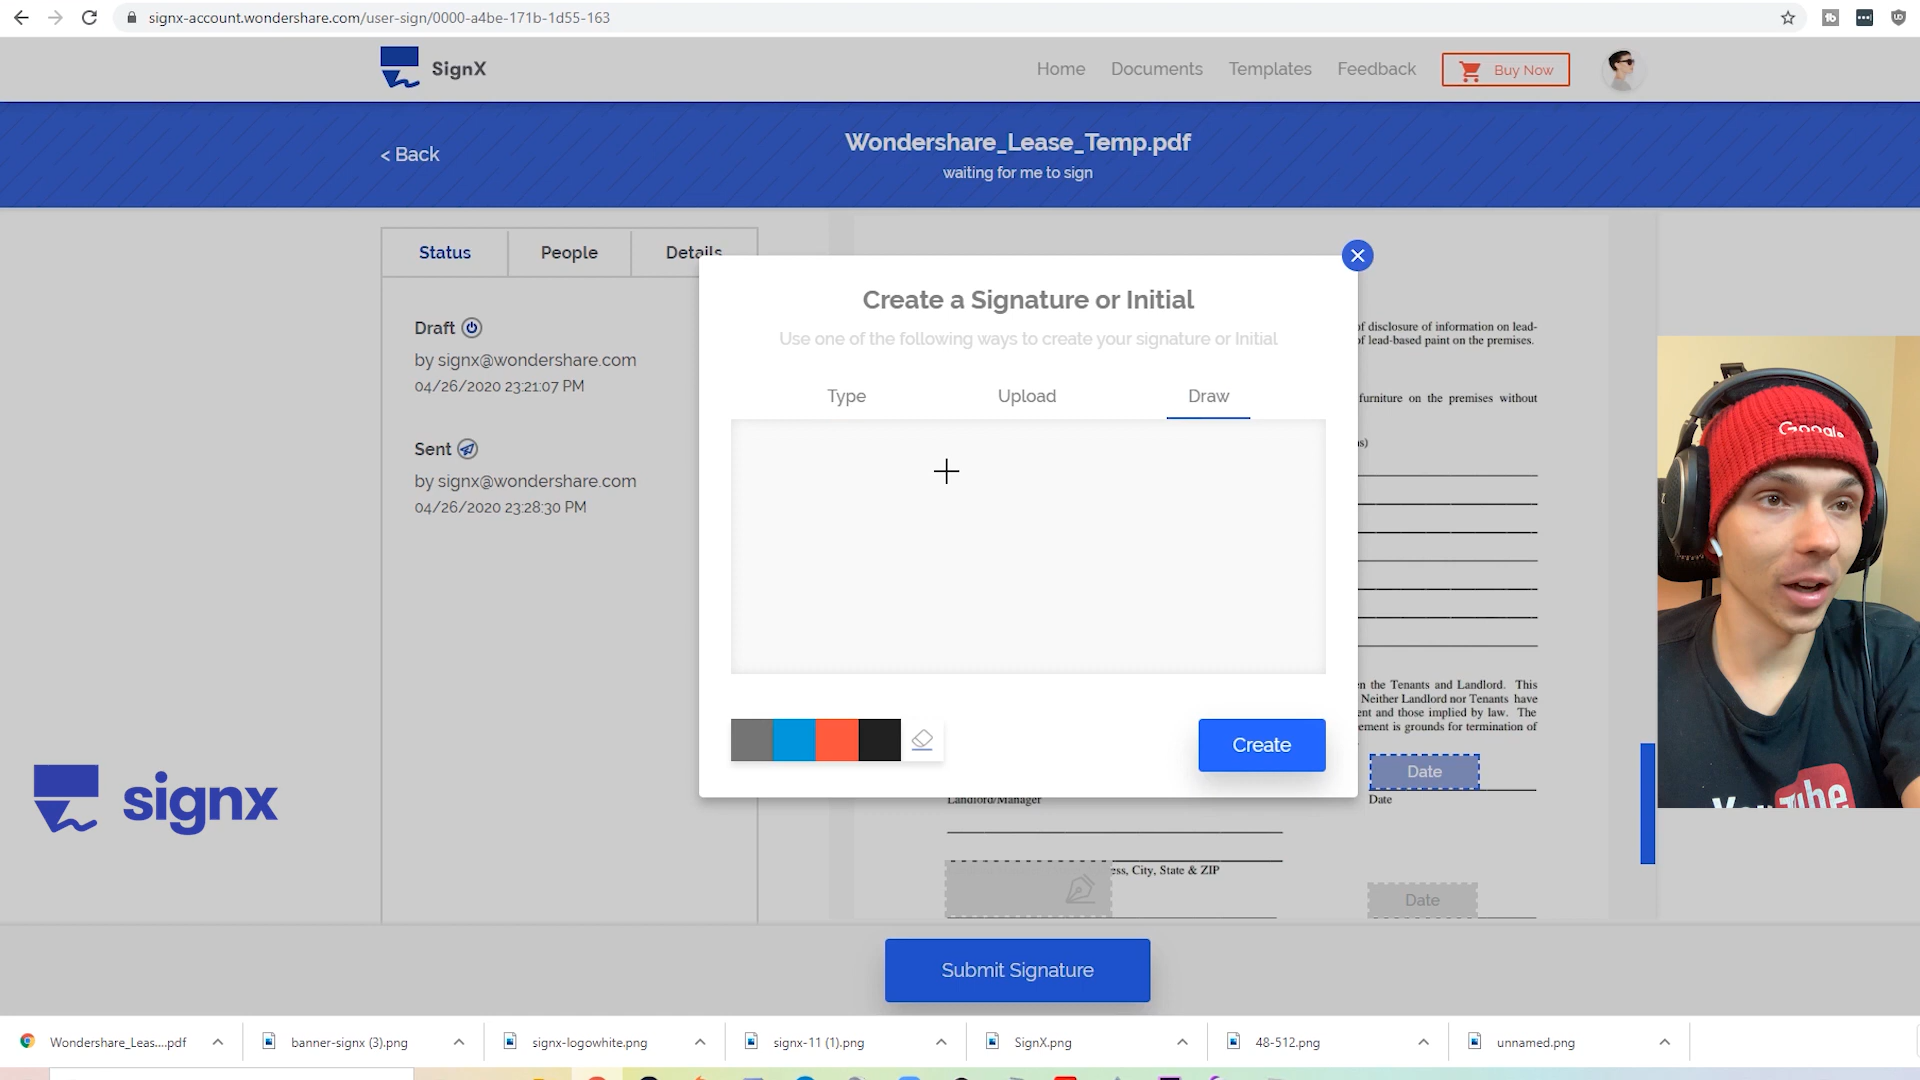 signx-account.wondershare.com/user-sign/0000-a4be-171b-1d55-163
SignX
Home
Documents
Templates
Feedback
Buy Now
< Back
Wondershare_Lease_Temp.pdf
waiting for me to sign
Status
People
Details
Draft
by signx@wondershare.com
04/26/2020 23:21:07 PM
Sent
by signx@wondershare.com
04/26/2020 23:28:30 PM
Create a Signature or Initial
Use one of the following ways to create your signature or Initial
Type
Upload
Draw
Create
of disclosure of information on lead-
of lead-based paint on the premises.
furniture on the premises without
the Tenants and Landlord. This
Neither Landlord nor Tenants have
and those implied by law. The
is grounds for termination of
Date
Landlord/Manager
Date
City, State & ZIP
Date
Submit Signature
signx
Google
YouTube
Wondershare_Leas....pdf
banner-signx (3).png
signx-logowhite.png
signx-11 (1).png
SignX.png
48-512.png
unnamed.png